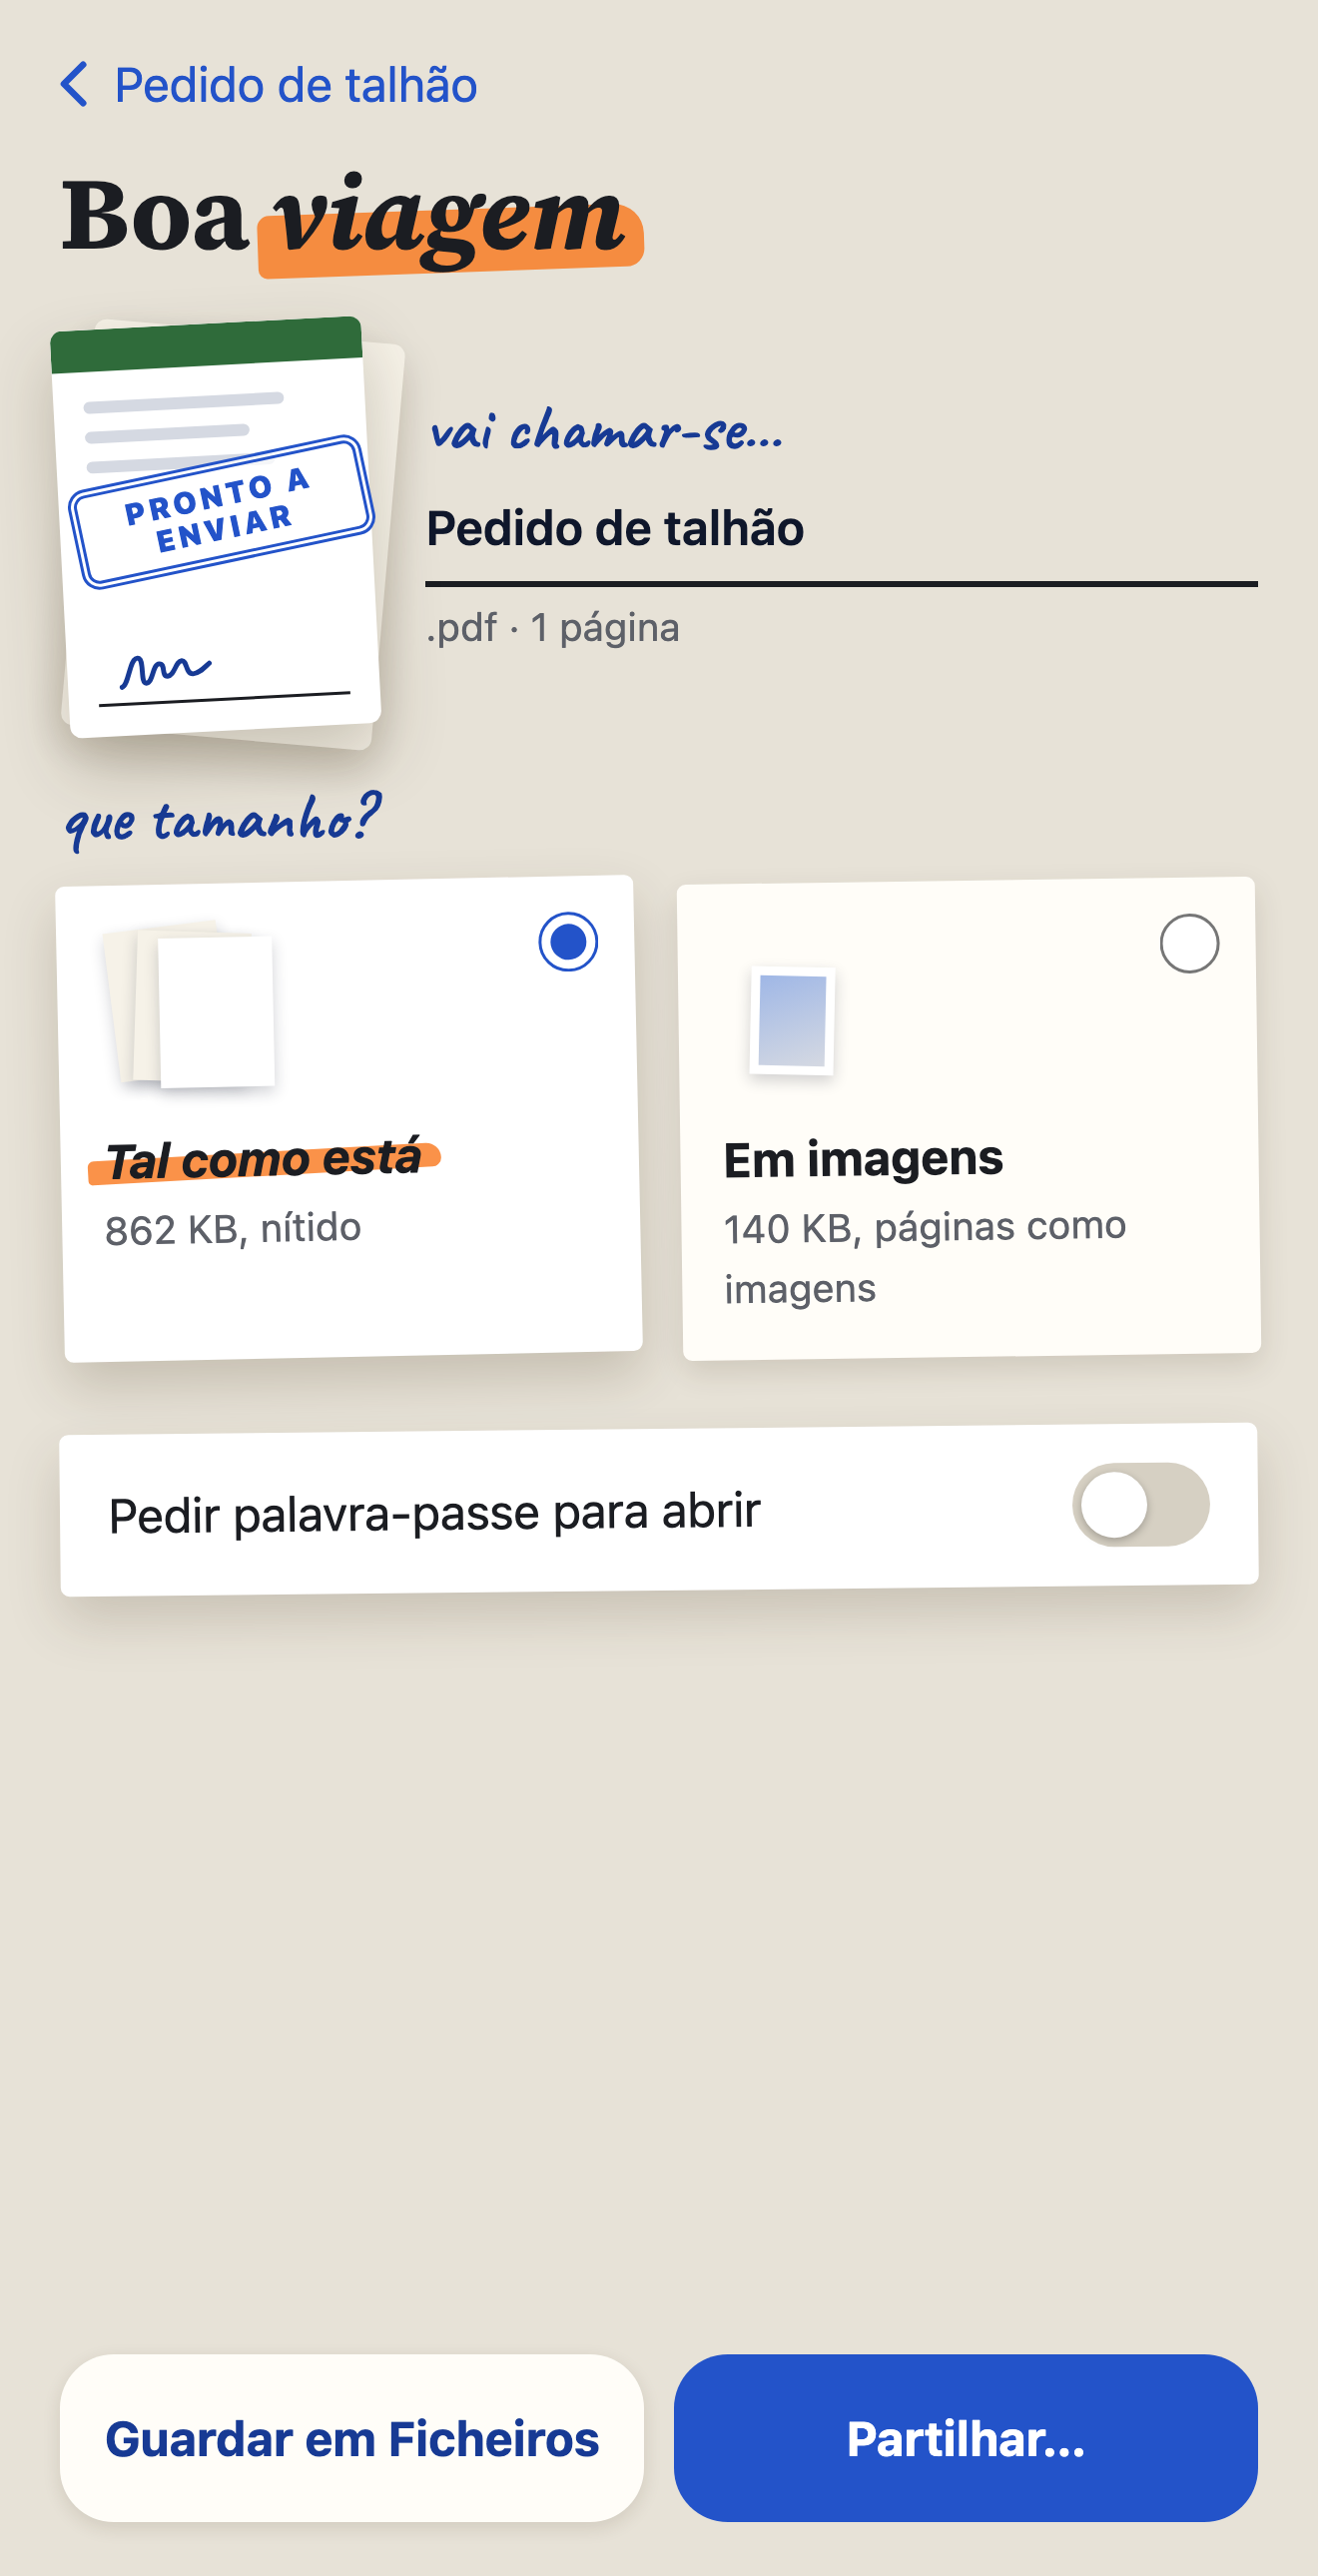 Pedido de talhão
Boa viagem
PRONTO A
ENVIAR
vai chamar-se...
Pedido de talhão
.pdf · 1 página
que tamanho?
Tal como está
862 KB, nítido
Em imagens
140 KB, páginas como
imagens
Pedir palavra-passe para abrir
Guardar em Ficheiros
Partilhar...